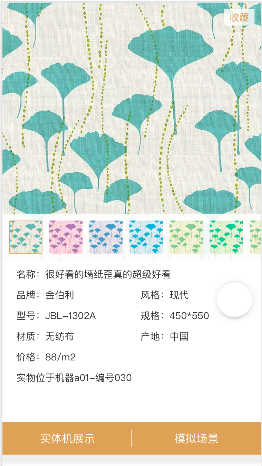 收藏
名称：很好看的墙纸歪真的超级好看
品牌：金伯利 风格：现代
型号：JBL-1302A 规格：450*550
材质：无纺布 产地：中国
价格：88/m2
实物位于机器a01-编号030
实体机展示 模拟场景